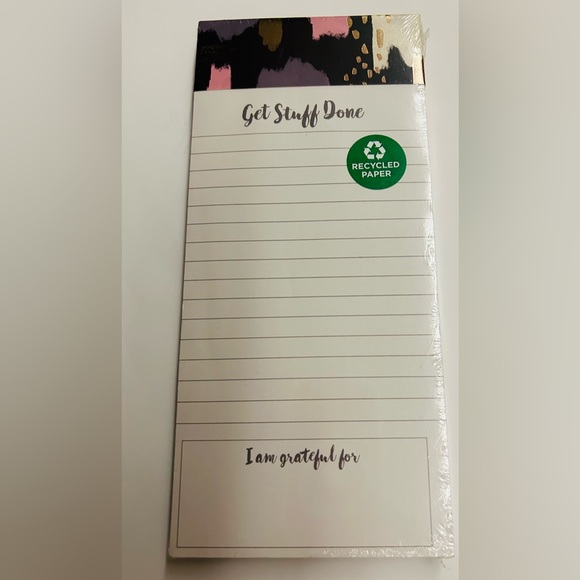 Get Stuff Done
RECYCLED
PAPER
I am grateful for